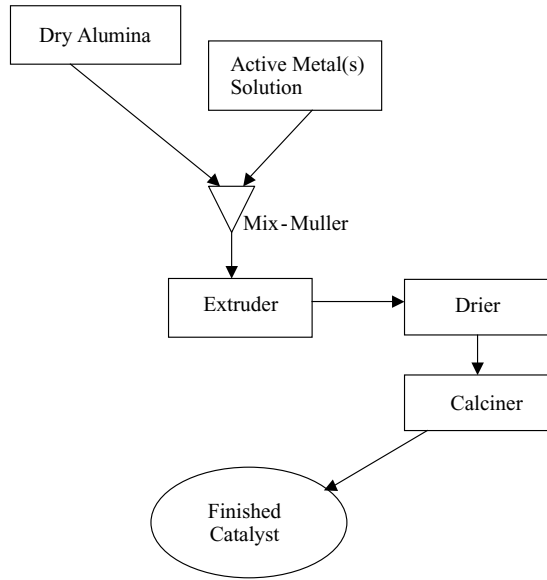 Dry Alumina
Active Metal(s)
Solution
Mix-Muller
Extruder
Drier
Calciner
Finished
Catalyst